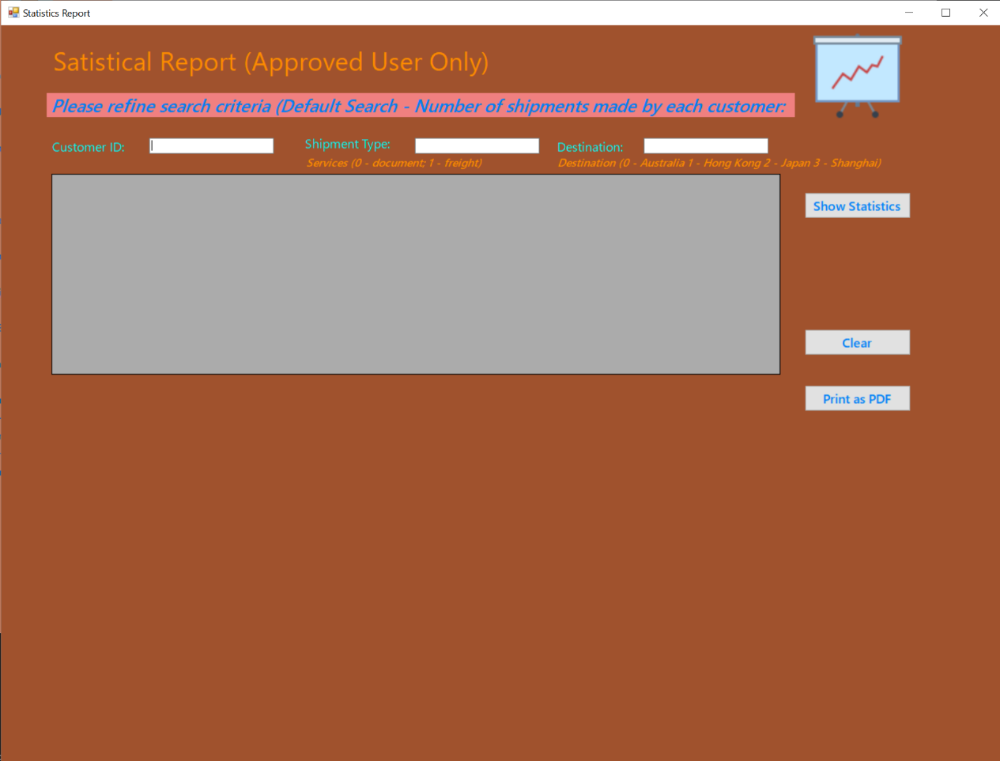 Statistics Report
Satistical Report (Approved User Only)
Please refine search criteria (Default Search - Number of shipments made by each customer:
Customer ID:
Shipment Type:
Destination:
Services (0 - document; 1 - freight)
Destination (0 - Australia 1 - Hong Kong 2 - Japan 3 - Shanghai)
Show Statistics
Clear
Print as PDF